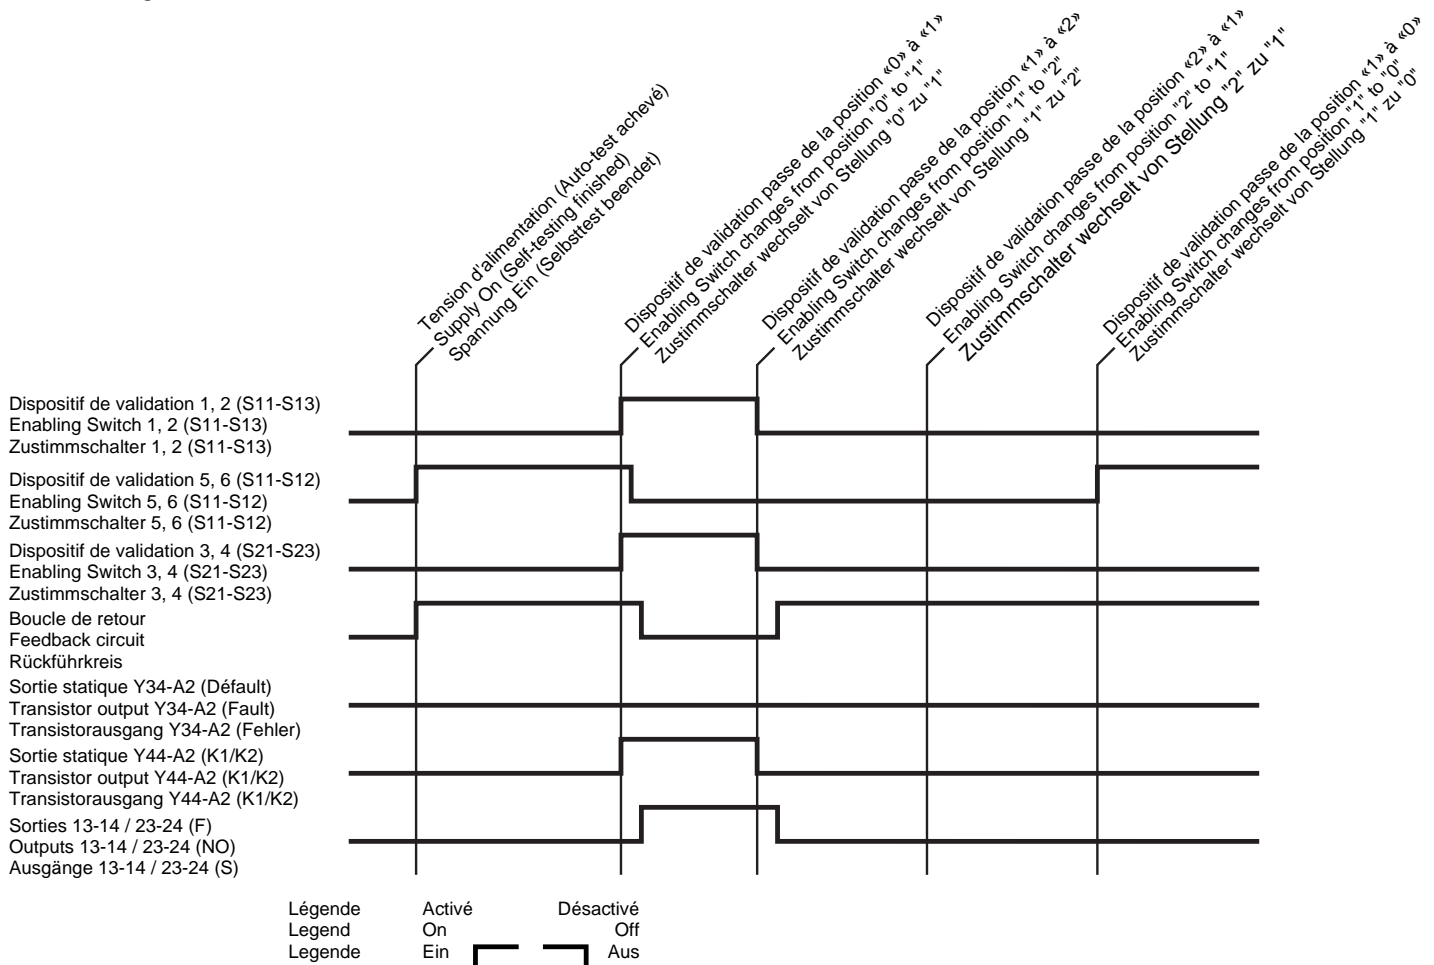 Tension d'alimentation (Auto-test achevé)
Supply On (Self-testing finished)
Spannung Ein (Selbsttest beendet)
Dispositif de validation passe de la position «0» à «1»
Enabling Switch changes from position "0" to "1"
Zustimmschalter wechselt von Stellung "0" zu "1"
Dispositif de validation passe de la position «1» à «2»
Enabling Switch changes from position "1" to "2"
Zustimmschalter wechselt von Stellung "1" zu "2"
Dispositif de validation passe de la position «2» à «1»
Enabling Switch changes from position "2" to "1"
Zustimmschalter wechselt von Stellung "2" zu "1"
Dispositif de validation passe de la position «1» à «0»
Enabling Switch changes from position "1" to "0"
Zustimmschalter wechselt von Stellung "1" zu "0"
Dispositif de validation 1, 2 (S11-S13)
Enabling Switch 1, 2 (S11-S13)
Zustimmschalter 1, 2 (S11-S13)
Dispositif de validation 5, 6 (S11-S12)
Enabling Switch 5, 6 (S11-S12)
Zustimmschalter 5, 6 (S11-S12)
Dispositif de validation 3, 4 (S21-S23)
Enabling Switch 3, 4 (S21-S23)
Zustimmschalter 3, 4 (S21-S23)
Boucle de retour
Feedback circuit
Rückführkreis
Sortie statique Y34-A2 (Défault)
Transistor output Y34-A2 (Fault)
Transistorausgang Y34-A2 (Fehler)
Sortie statique Y44-A2 (K1/K2)
Transistor output Y44-A2 (K1/K2)
Transistorausgang Y44-A2 (K1/K2)
Sorties 13-14 / 23-24 (F)
Outputs 13-14 / 23-24 (NO)
Ausgänge 13-14 / 23-24 (S)
Légende Activé Désactivé
Legend On Off
Legende Ein Aus